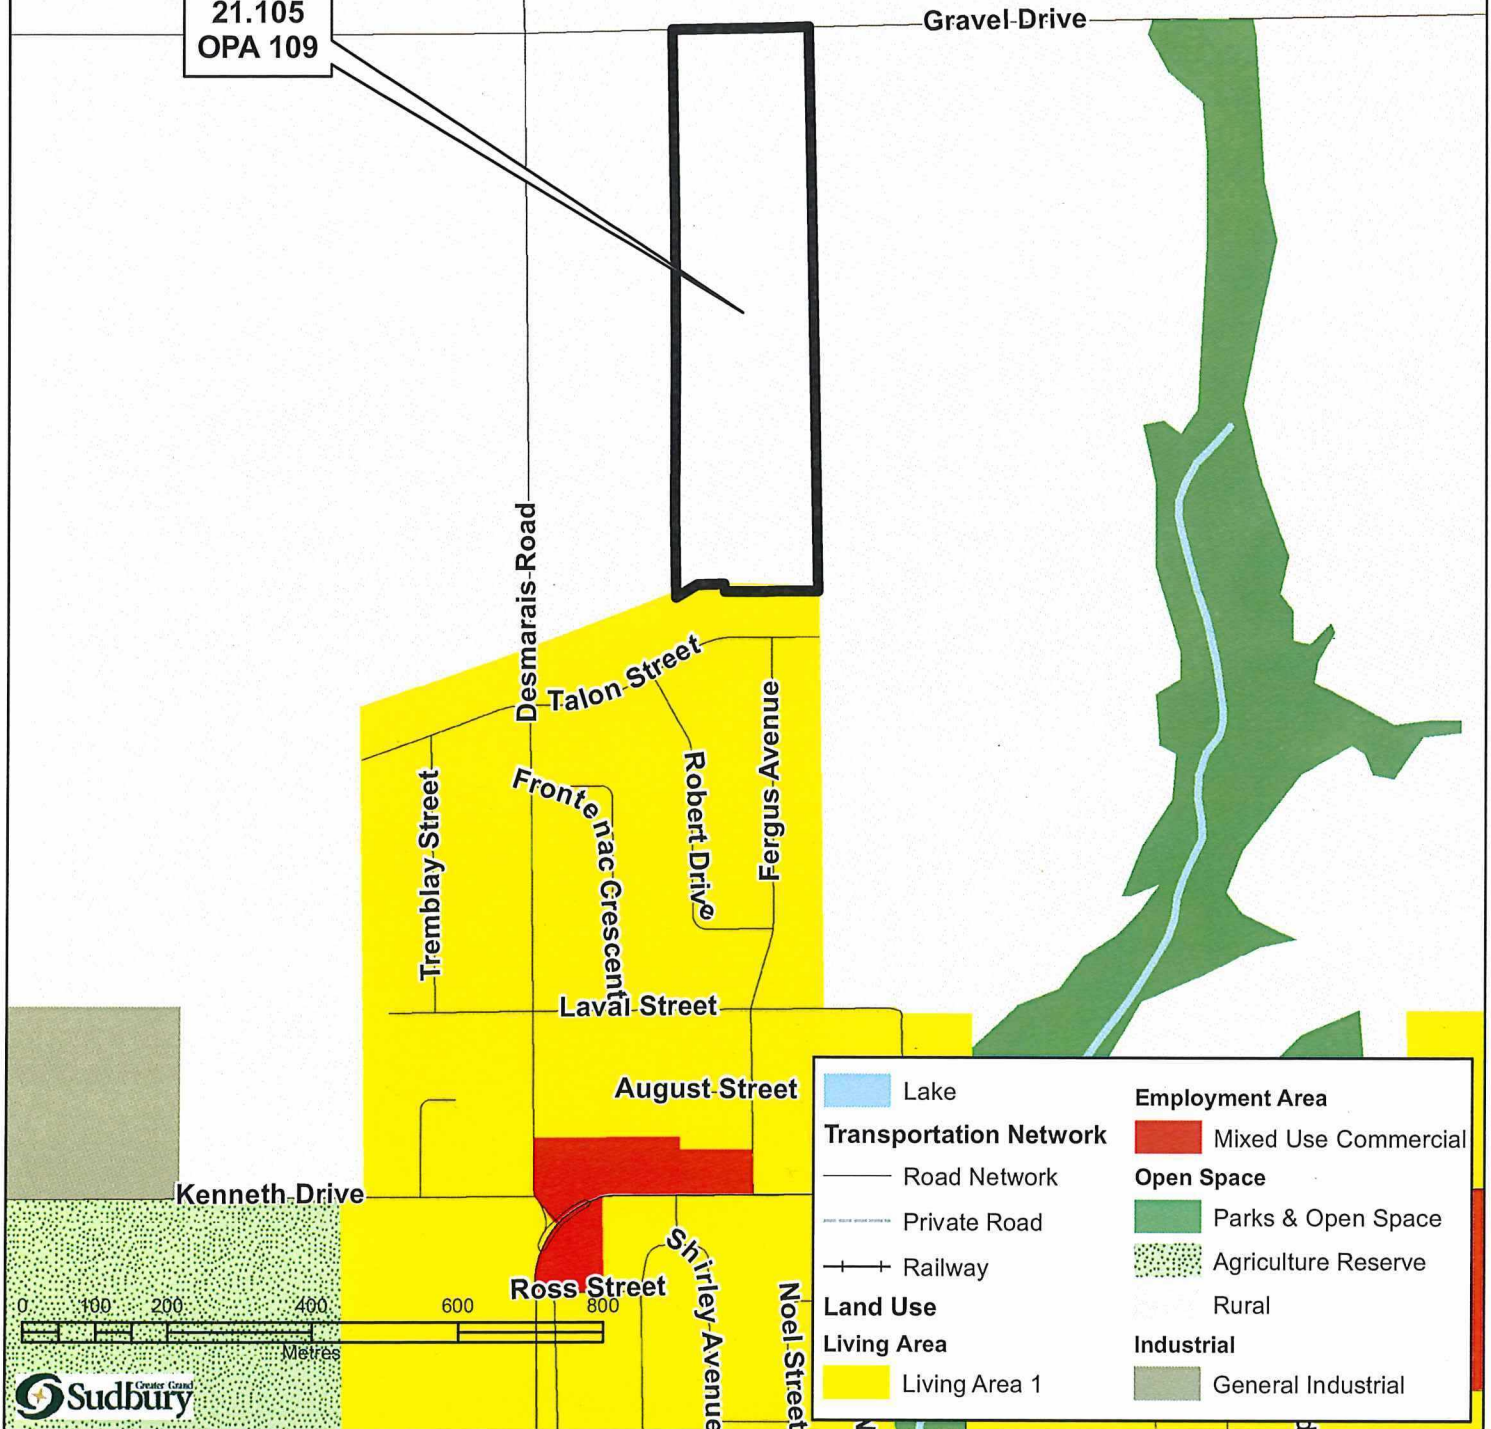 21.105
OPA 109
Gravel Drive
Desmarais Road
Talon Street
Tremblay Street
Frontenac Crescent
Robert Drive
Fergus Avenue
Laval Street
August Street
Kenneth Drive
Ross Street
Shirley Avenue
Noel Street
0 100 200 400 600 800
Metres
Greater Grand
Sudbury
Lake
Transportation Network
Road Network
Private Road
Railway
Land Use
Living Area
Living Area 1
Employment Area
Mixed Use Commercial
Open Space
Parks & Open Space
Agriculture Reserve
Rural
Industrial
General Industrial